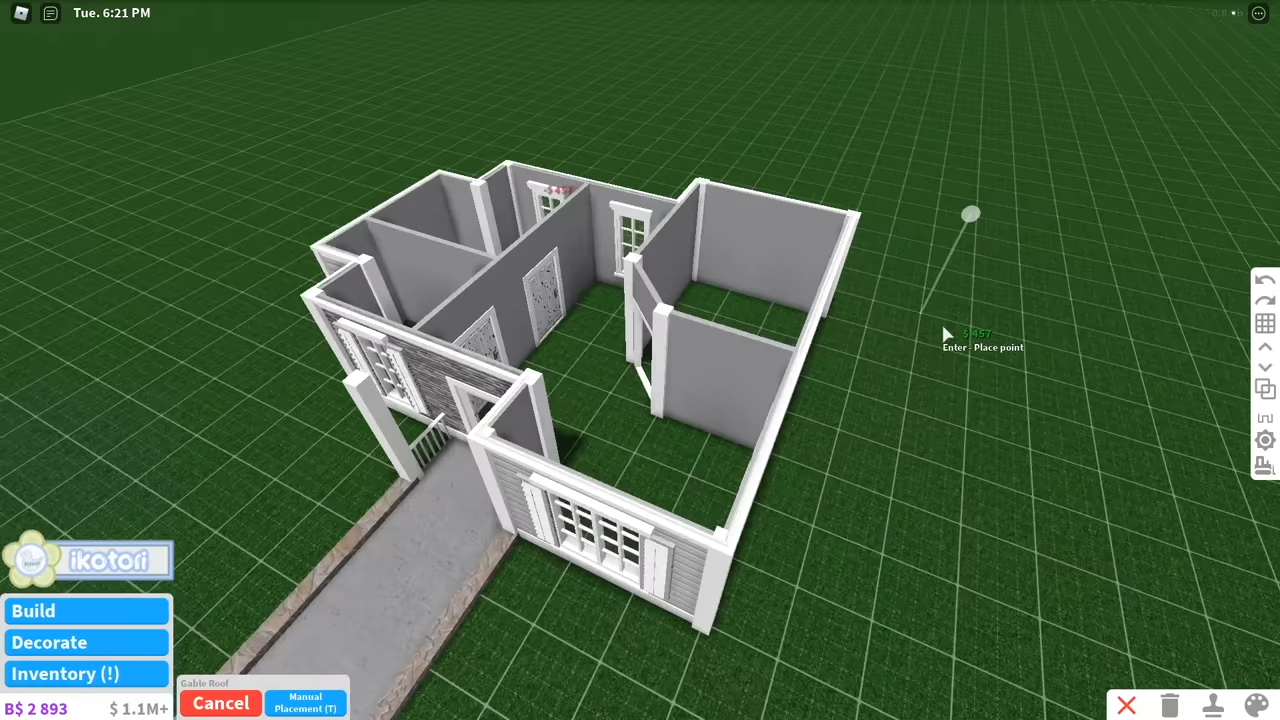 Tue. 6:21 PM
$ 457
Enter - Place point
ikotori
Build
Decorate
Inventory (!)
B$ 2 893
$ 1.1M+
Gable Roof
Cancel
Manual
Placement (T)